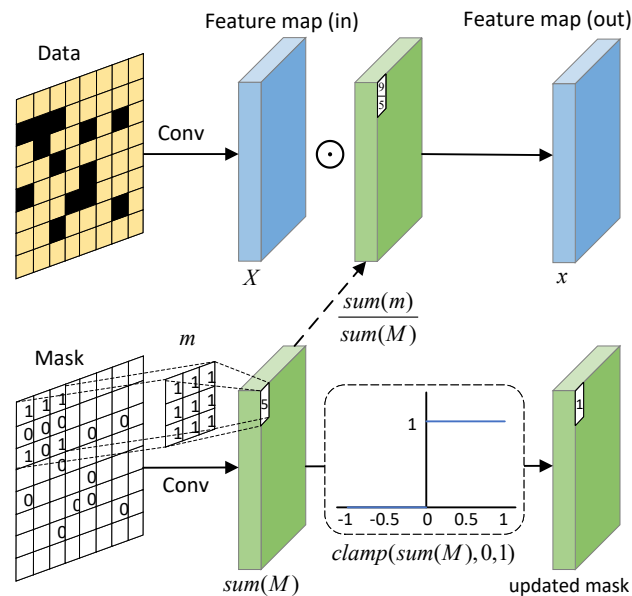 Feature map (in)
Feature map (out)
Data
Conv
9
5
X
x
sum(m)
sum(M)
m
Mask
1 1 1
0 0 0
1 0 1
0
0
0
0
0
0
0
0
0
1 1 1
1 1 1
1 1 1
5
1
1
-1 -0.5 0 0.5 1
Conv
sum(M)
clamp(sum(M),0,1)
updated mask